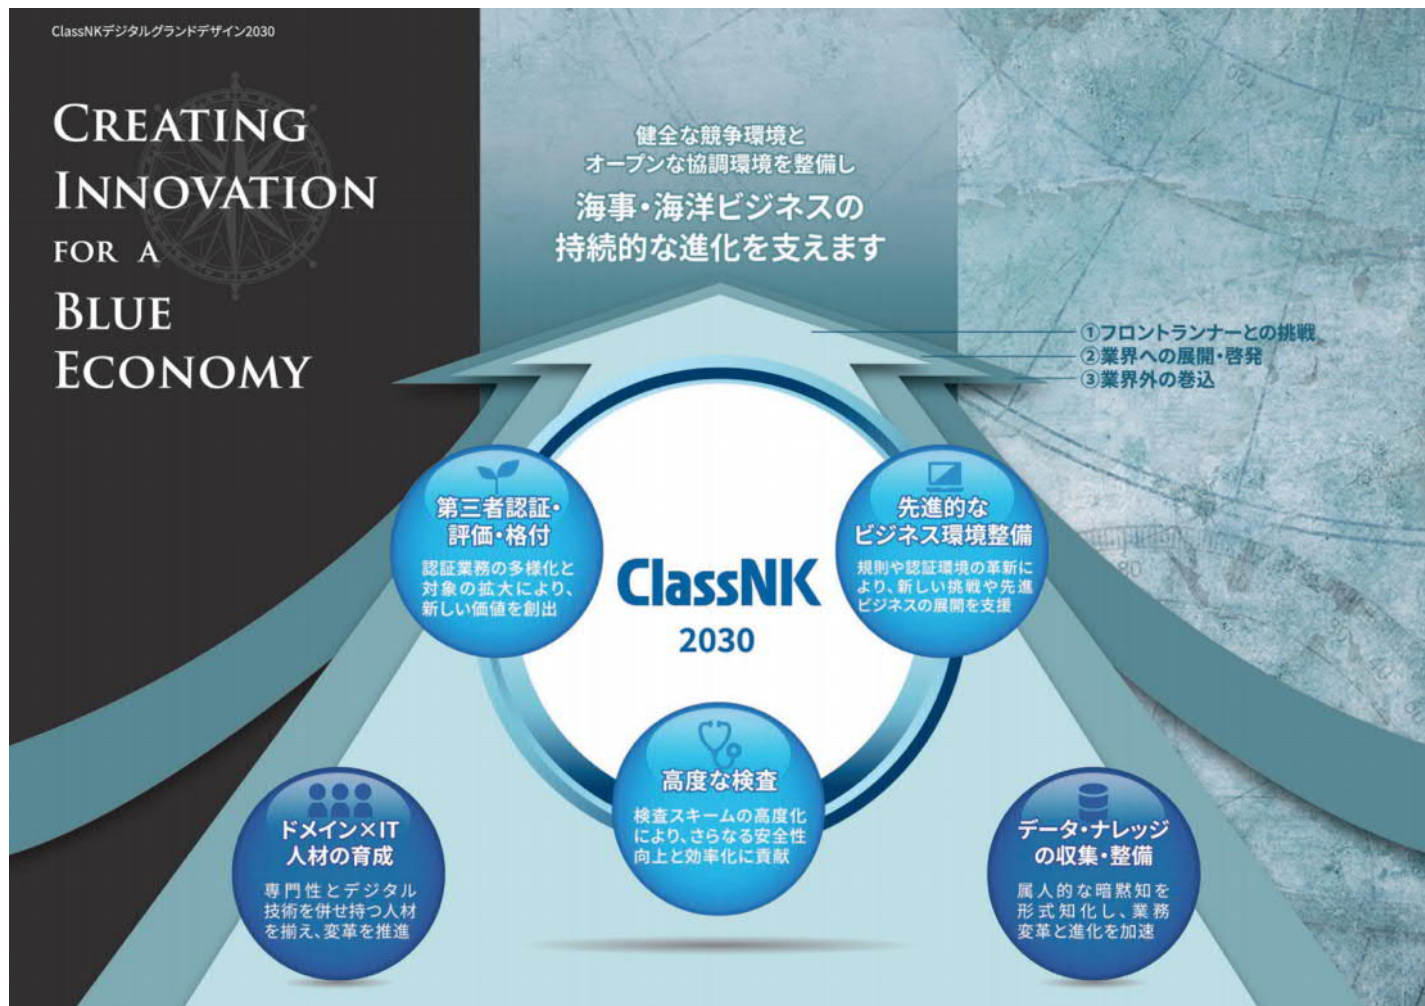 ClassNKデジタルグランドデザイン2030
CREATING
INNOVATION
FOR A
BLUE
ECONOMY
健全な競争環境と
オープンな協調環境を整備し
海事・海洋ビジネスの
持続的な進化を支えます
①フロントランナーとの挑戦
②業界への展開・啓発
③業界外の巻込
第三者認証・
評価・格付
認証業務の多様化と
対象の拡大により、
新しい価値を創出
先進的な
ビジネス環境整備
規則や認証環境の革新に
より、新しい挑戦や先進
ビジネスの展開を支援
ClassNK
2030
高度な検査
検査スキームの高度化
により、さらなる安全性
向上と効率化に貢献
ドメイン×IT
人材の育成
専門性とデジタル
技術を併せ持つ人材
を揃え、変革を推進
データ・ナレッジ
の収集・整備
属人的な暗黙知を
形式知化し、業務
変革と進化を加速